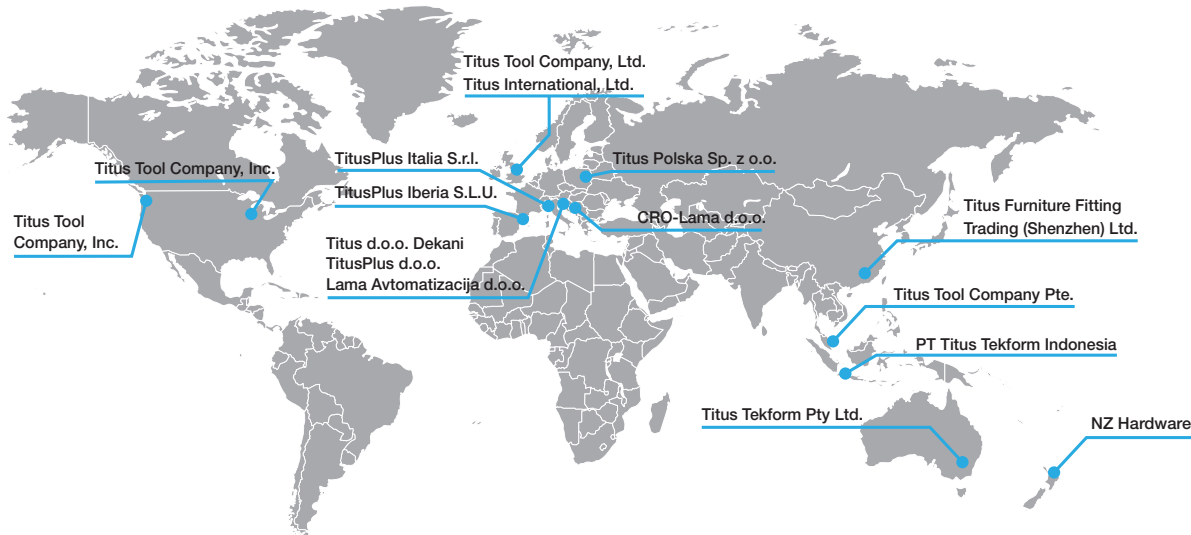 Titus Tool Company, Ltd.
Titus International, Ltd.
TitusPlus Italia S.r.l.
Titus Polska Sp. z o.o.
Titus Tool Company, Inc.
TitusPlus Iberia S.L.U.
CRO-Lama d.o.o.
Titus Tool
Company, Inc.
Titus Furniture Fitting
Trading (Shenzhen) Ltd.
Titus d.o.o. Dekani
TitusPlus d.o.o.
Lama Avtomatizacija d.o.o.
Titus Tool Company Pte.
PT Titus Tekform Indonesia
Titus Tekform Pty Ltd.
NZ Hardware